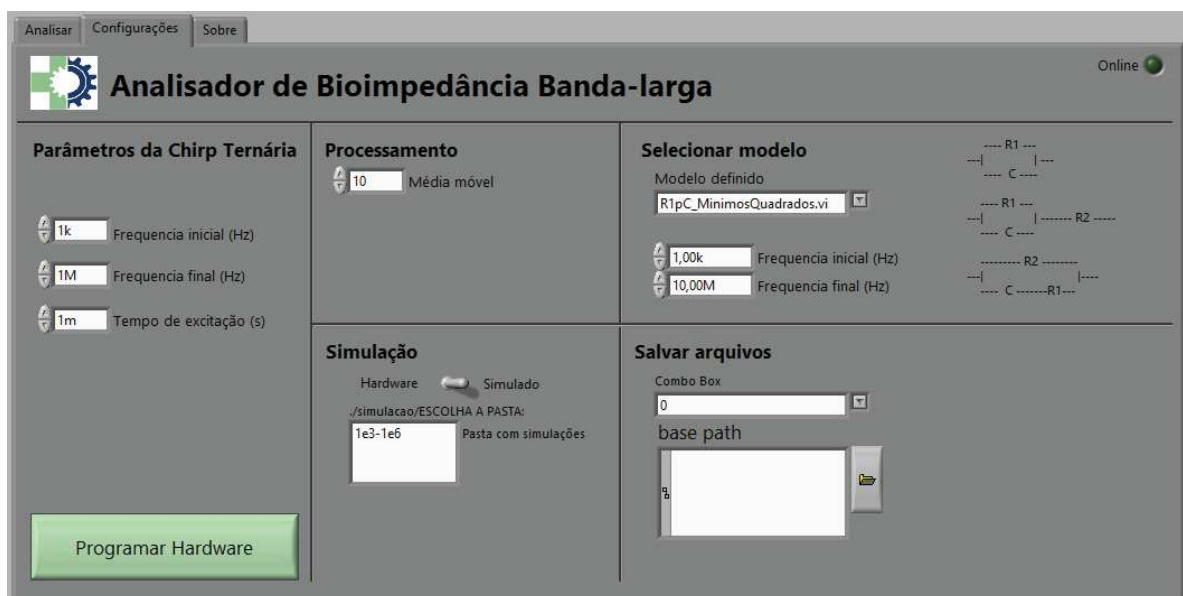 Analisar Configurações Sobre
Analisador de Bioimpedância Banda-larga
Online
Parâmetros da Chirp Ternária
1k Frequencia inicial (Hz)
1M Frequencia final (Hz)
1m Tempo de excitação (s)
Programar Hardware
Processamento
10 Média móvel
Simulação
Hardware Simulado
./simulacao/ESCOLHA A PASTA:
1e3-1e6 Pasta com simulações
Selecionar modelo
Modelo definido
R1pC_MinimosQuadrados.vi
1,00k Frequencia inicial (Hz)
10,00M Frequencia final (Hz)
---- R1 ---
---| | ---
---- C ----
---- R1 ---
---| | ------- R2 -----
---- C ----
--------- R2 --------
---| |----
---- C -------R1---
Salvar arquivos
Combo Box
0
base path